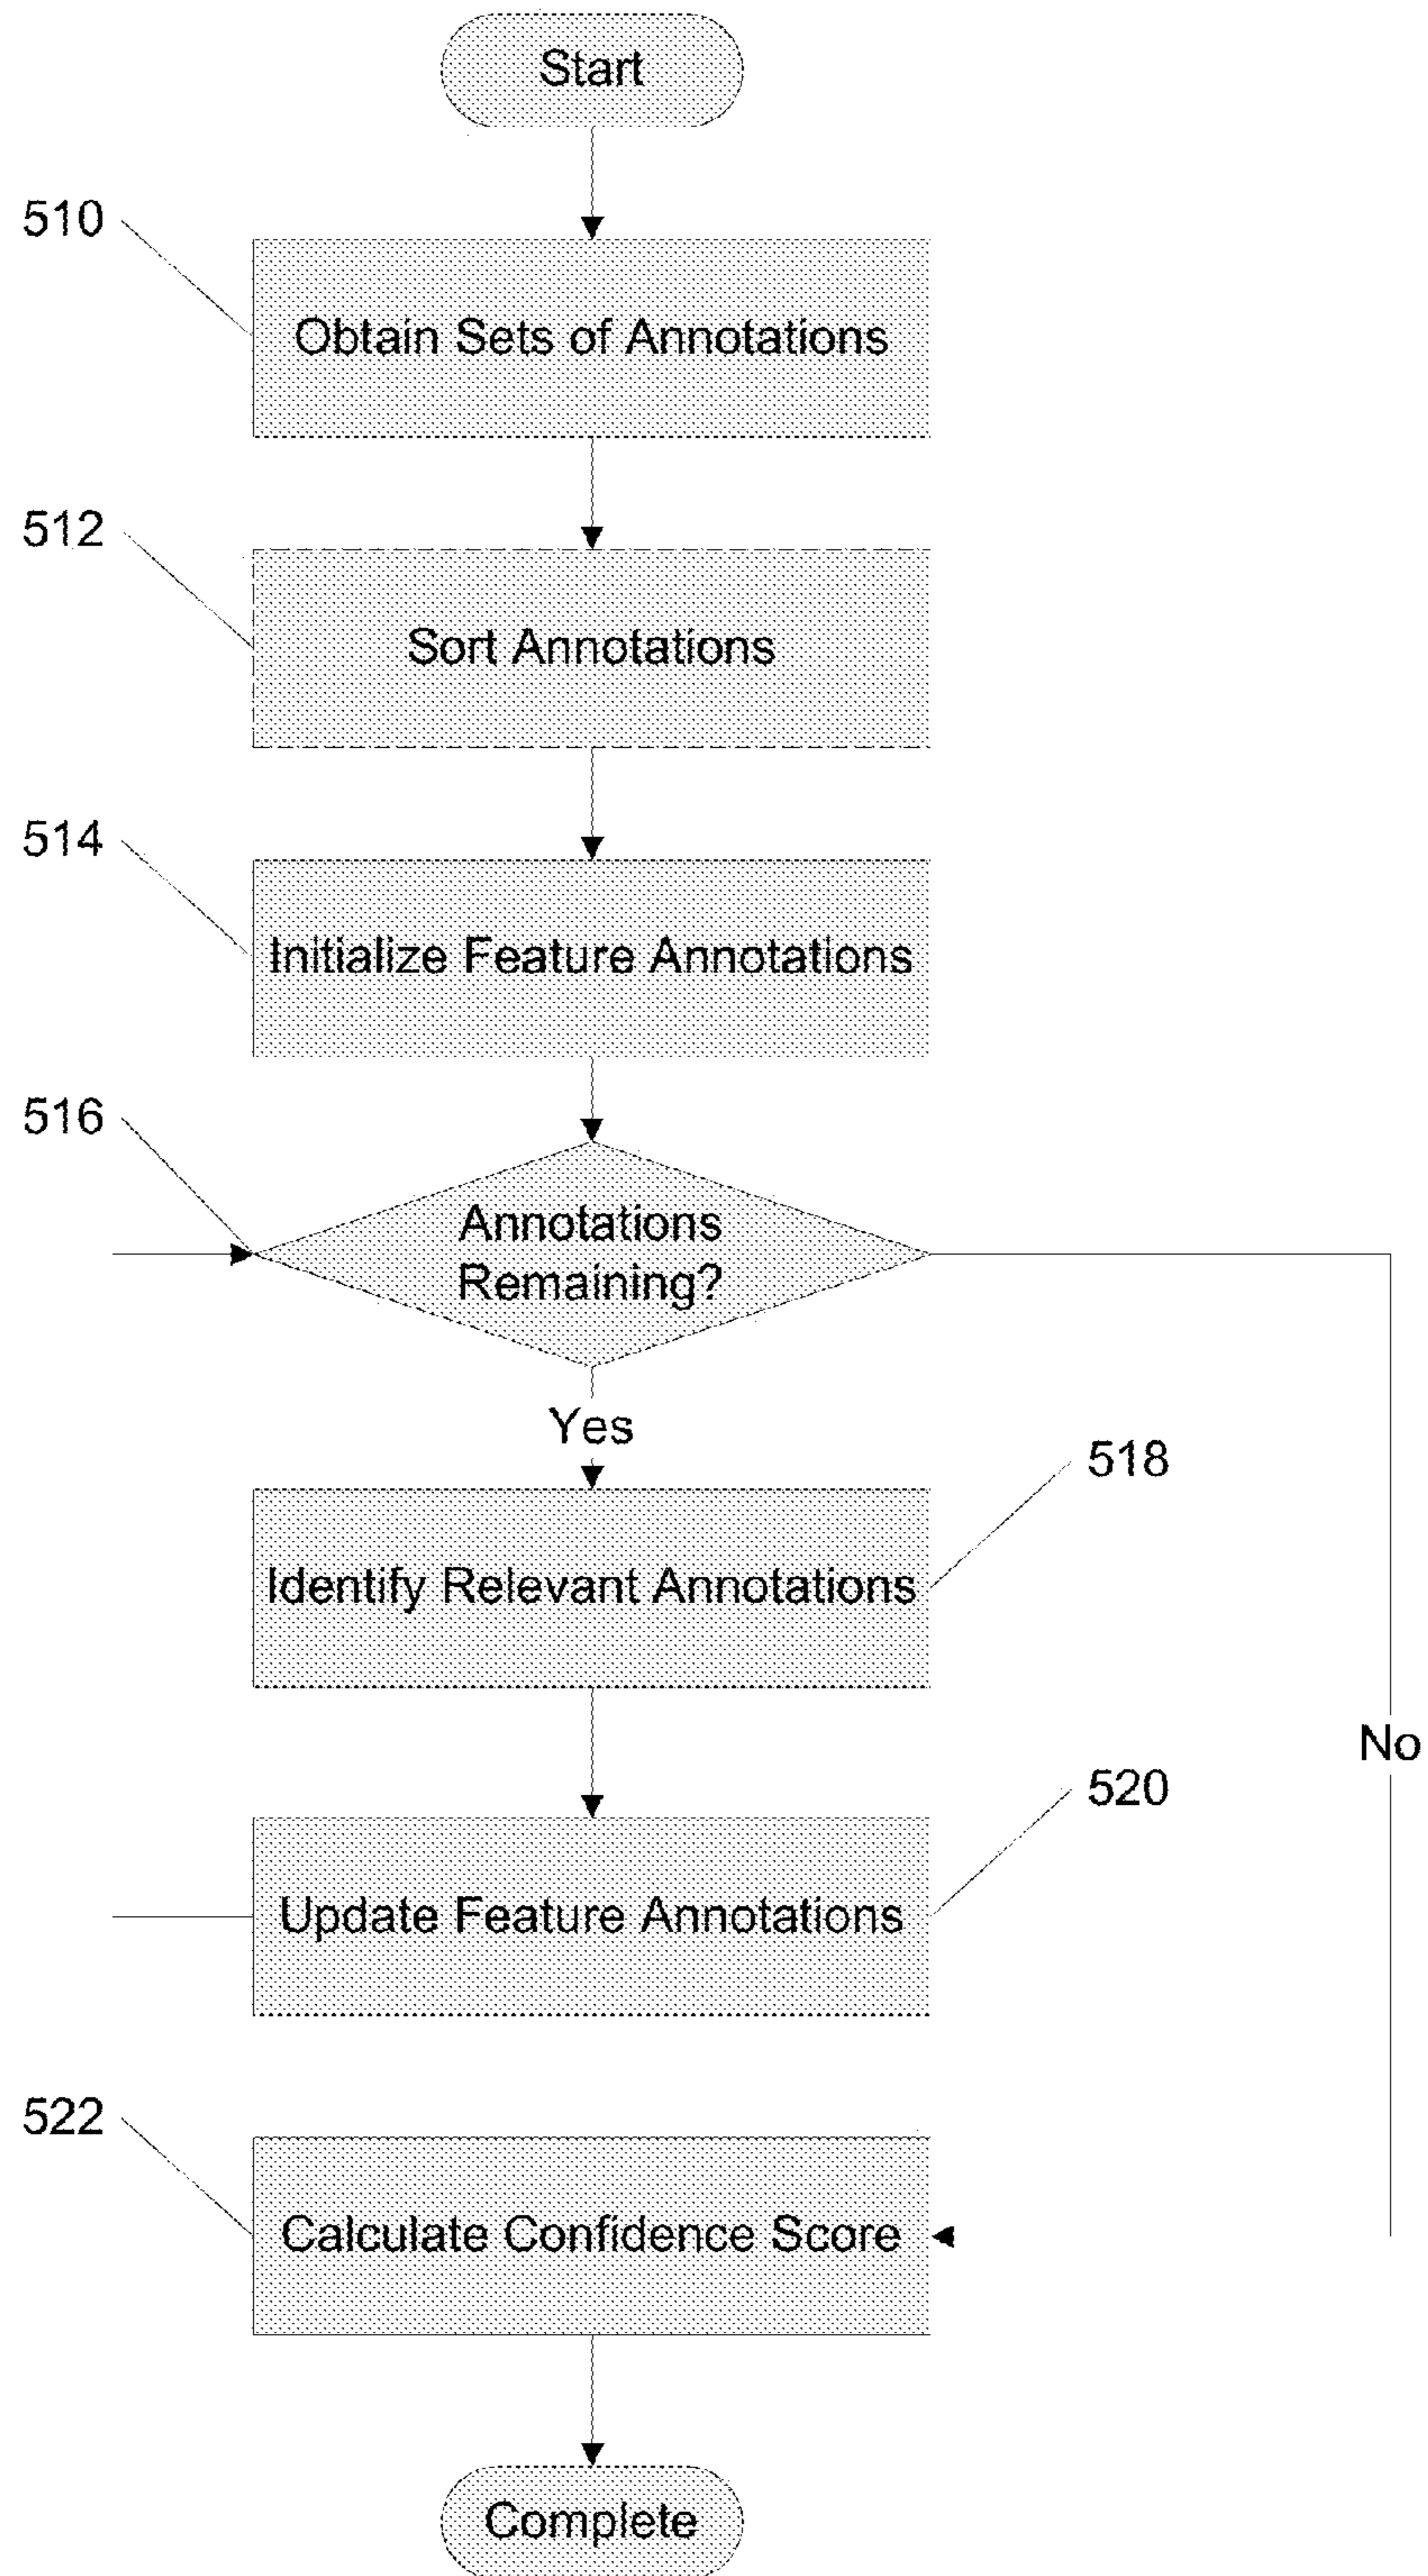 Start
510
Obtain Sets of Annotations
512
Sort Annotations
514
Initialize Feature Annotations
516
Annotations
Remaining?
Yes
518
Identify Relevant Annotations
No
520
Update Feature Annotations
522
Calculate Confidence Score
Complete